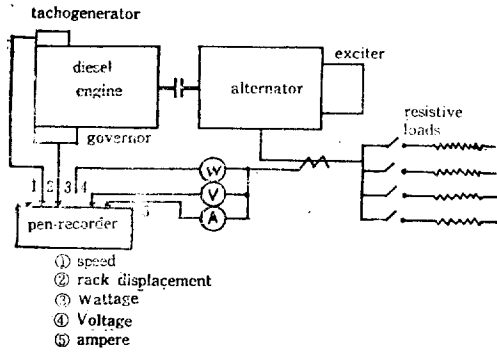 tachogenerator
diesel
engine
governor
alternator
exciter
resistive
loads
W
V
A
1 2 3 4
5
pen-recorder
① speed
② rack displacement
③ wattage
④ Voltage
⑤ ampere